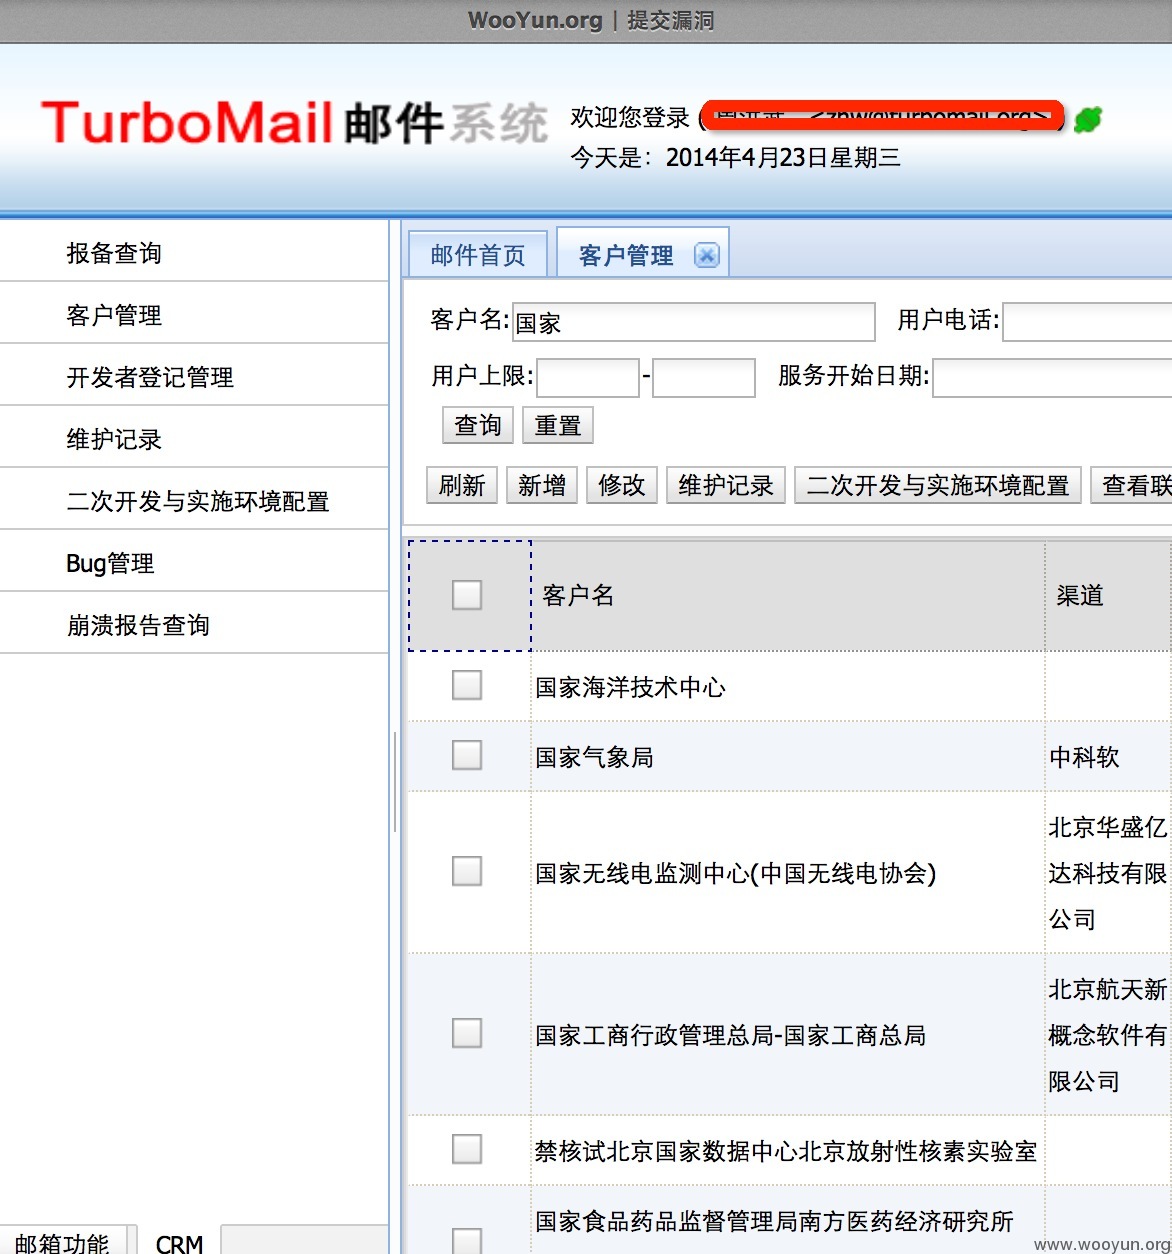 WooYun.org | 提交漏洞
TurboMail 邮件系统
欢迎您登录 (
今天是：2014年4月23日星期三
报备查询
客户管理
开发者登记管理
维护记录
二次开发与实施环境配置
Bug管理
崩溃报告查询
邮箱功能 CRM
邮件首页 客户管理
客户名: 国家 用户电话:
用户上限: - 服务开始日期:
查询 重置
刷新 新增 修改 维护记录 二次开发与实施环境配置 查看联
客户名 渠道
国家海洋技术中心
国家气象局 中科软
国家无线电监测中心(中国无线电协会) 北京华盛亿
达科技有限
公司
国家工商行政管理总局-国家工商总局 北京航天新
概念软件有
限公司
禁核试北京国家数据中心北京放射性核素实验室
国家食品药品监督管理局南方医药经济研究所
www.wooyun.org